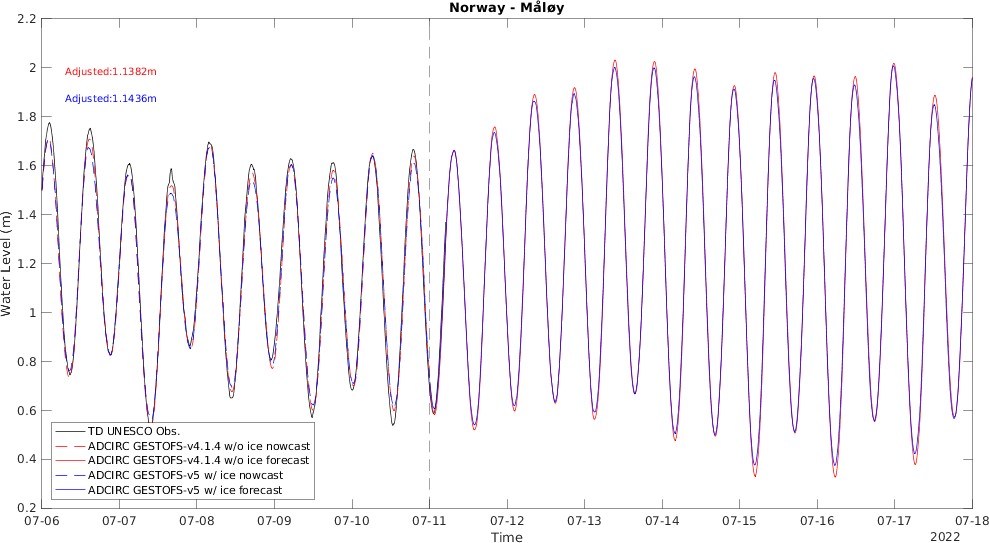 Norway - Måløy
2.2
2
1.8
1.6
1.4
1.2
1
0.8
0.6
0.4
0.2
Water Level (m)
Adjusted:1.1382m
Adjusted:1.1436m
TD UNESCO Obs.
ADCIRC GESTOFS-v4.1.4 w/o ice nowcast
ADCIRC GESTOFS-v4.1.4 w/o ice forecast
ADCIRC GESTOFS-v5 w/ ice nowcast
ADCIRC GESTOFS-v5 w/ ice forecast
07-06 07-07 07-08 07-09 07-10 07-11 07-12 07-13 07-14 07-15 07-16 07-17 07-18
Time
2022